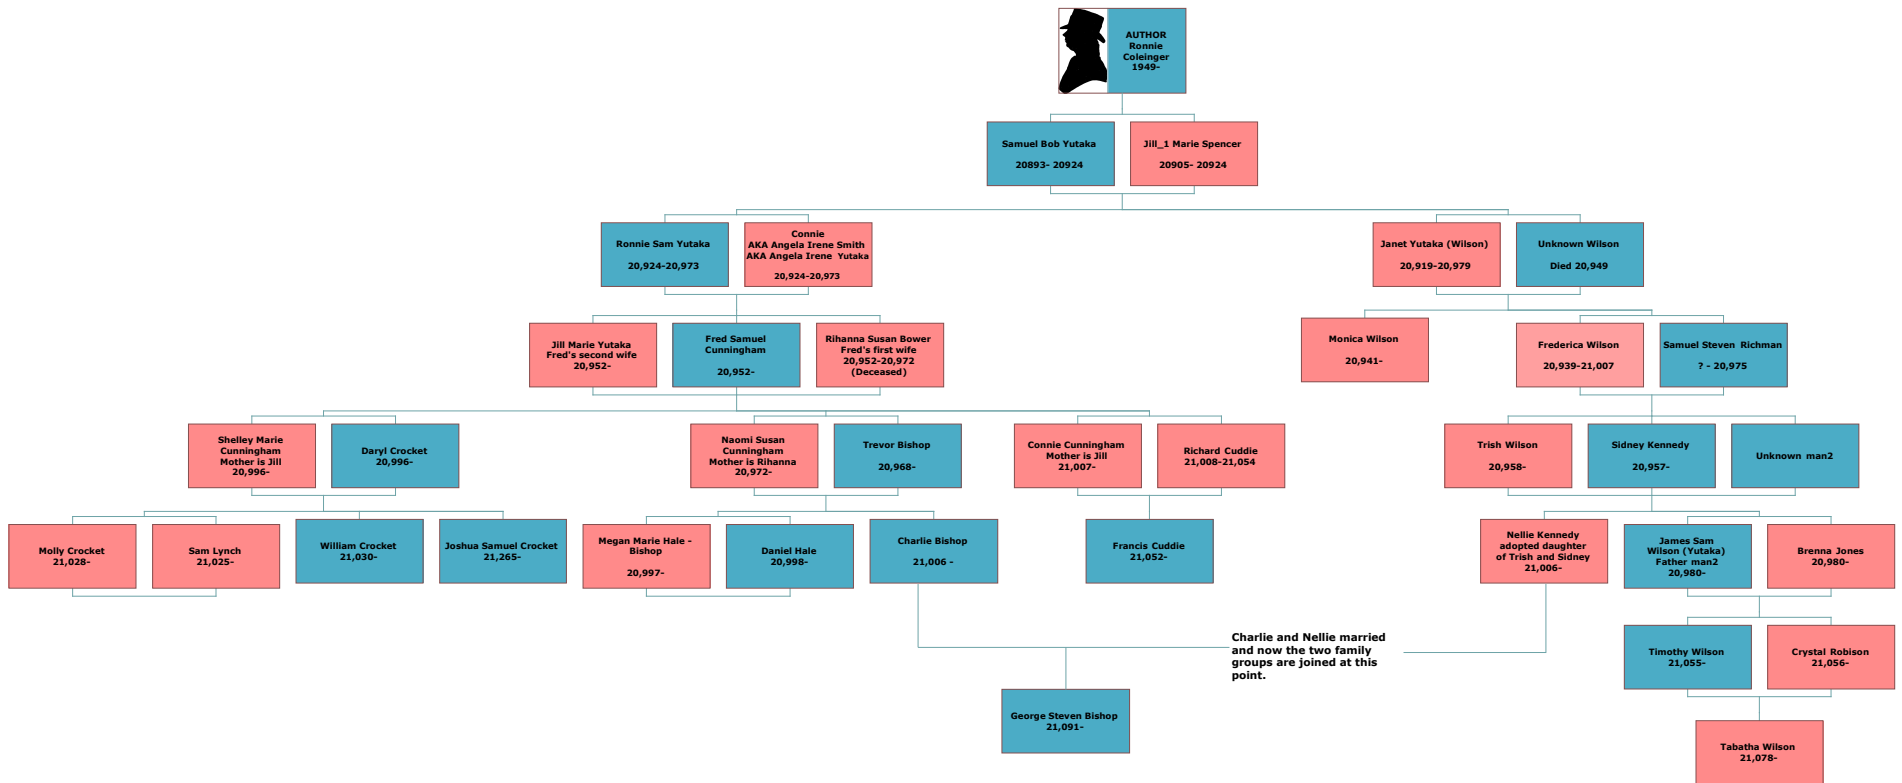 AUTHOR
Ronnie
Coleinger
1949-
Samuel Bob Yutaka
20893- 20924
Jill_1 Marie Spencer
20905- 20924
Ronnie Sam Yutaka
20,924-20,973
Connie
AKA Angela Irene Smith
AKA Angela Irene Yutaka
20,924-20,973
Janet Yutaka (Wilson)
20,919-20,979
Unknown Wilson
Died 20,949
Jill Marie Yutaka
Fred's second wife
20,952-
Fred Samuel
Cunningham
20,952-
Rihanna Susan Bower
Fred's first wife
20,952-20,972
(Deceased)
Monica Wilson
20,941-
Frederica Wilson
20,939-21,007
Samuel Steven Richman
? - 20,975
Shelley Marie
Cunningham
Mother is Jill
20,996-
Daryl Crocket
20,996-
Naomi Susan
Cunningham
Mother is Rihanna
20,972-
Trevor Bishop
20,968-
Connie Cunningham
Mother is Jill
21,007-
Richard Cuddie
21,008-21,054
Trish Wilson
20,958-
Sidney Kennedy
20,957-
Unknown man2
Molly Crocket
21,028-
Sam Lynch
21,025-
William Crocket
21,030-
Joshua Samuel Crocket
21,265-
Megan Marie Hale -
Bishop
20,997-
Daniel Hale
20,998-
Charlie Bishop
21,006 -
Francis Cuddie
21,052-
Nellie Kennedy
adopted daughter
of Trish and Sidney
21,006-
James Sam
Wilson (Yutaka)
Father man2
20,980-
Brenna Jones
20,980-
Charlie and Nellie married
and now the two family
groups are joined at this
point.
Timothy Wilson
21,055-
Crystal Robison
21,056-
George Steven Bishop
21,091-
Tabatha Wilson
21,078-